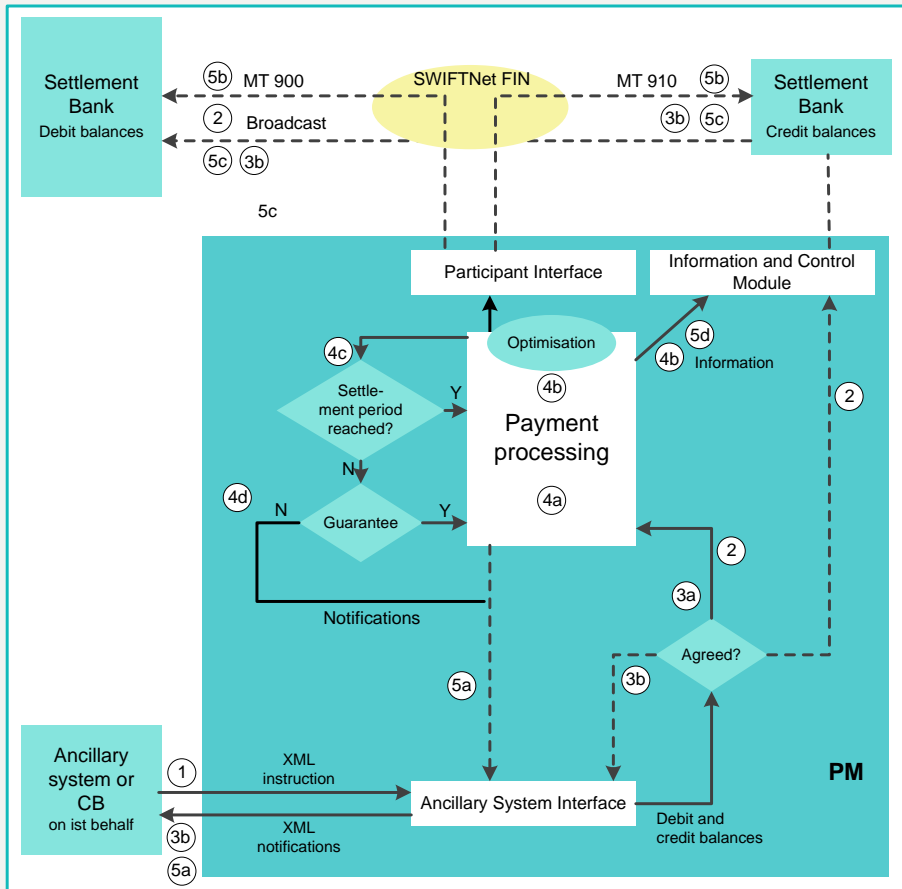 SWIFTNet FIN
Settlement
Bank
Debit balances
5b
MT 900
2
Broadcast
5c
3b
MT 910
5b
3b
5c
Settlement
Bank
Credit balances
5c
Participant Interface
Information and Control
Module
Optimisation
4c
4b
5d
4b
Information
Settle-
ment period
reached?
Y
Payment
processing
2
N
4d
N
Guarantee
Y
4a
2
Notifications
3a
Agreed?
5a
3b
PM
Ancillary
system or
CB
on ist behalf
1
XML
instruction
Ancillary System Interface
XML
notifications
3b
5a
Debit and
credit balances